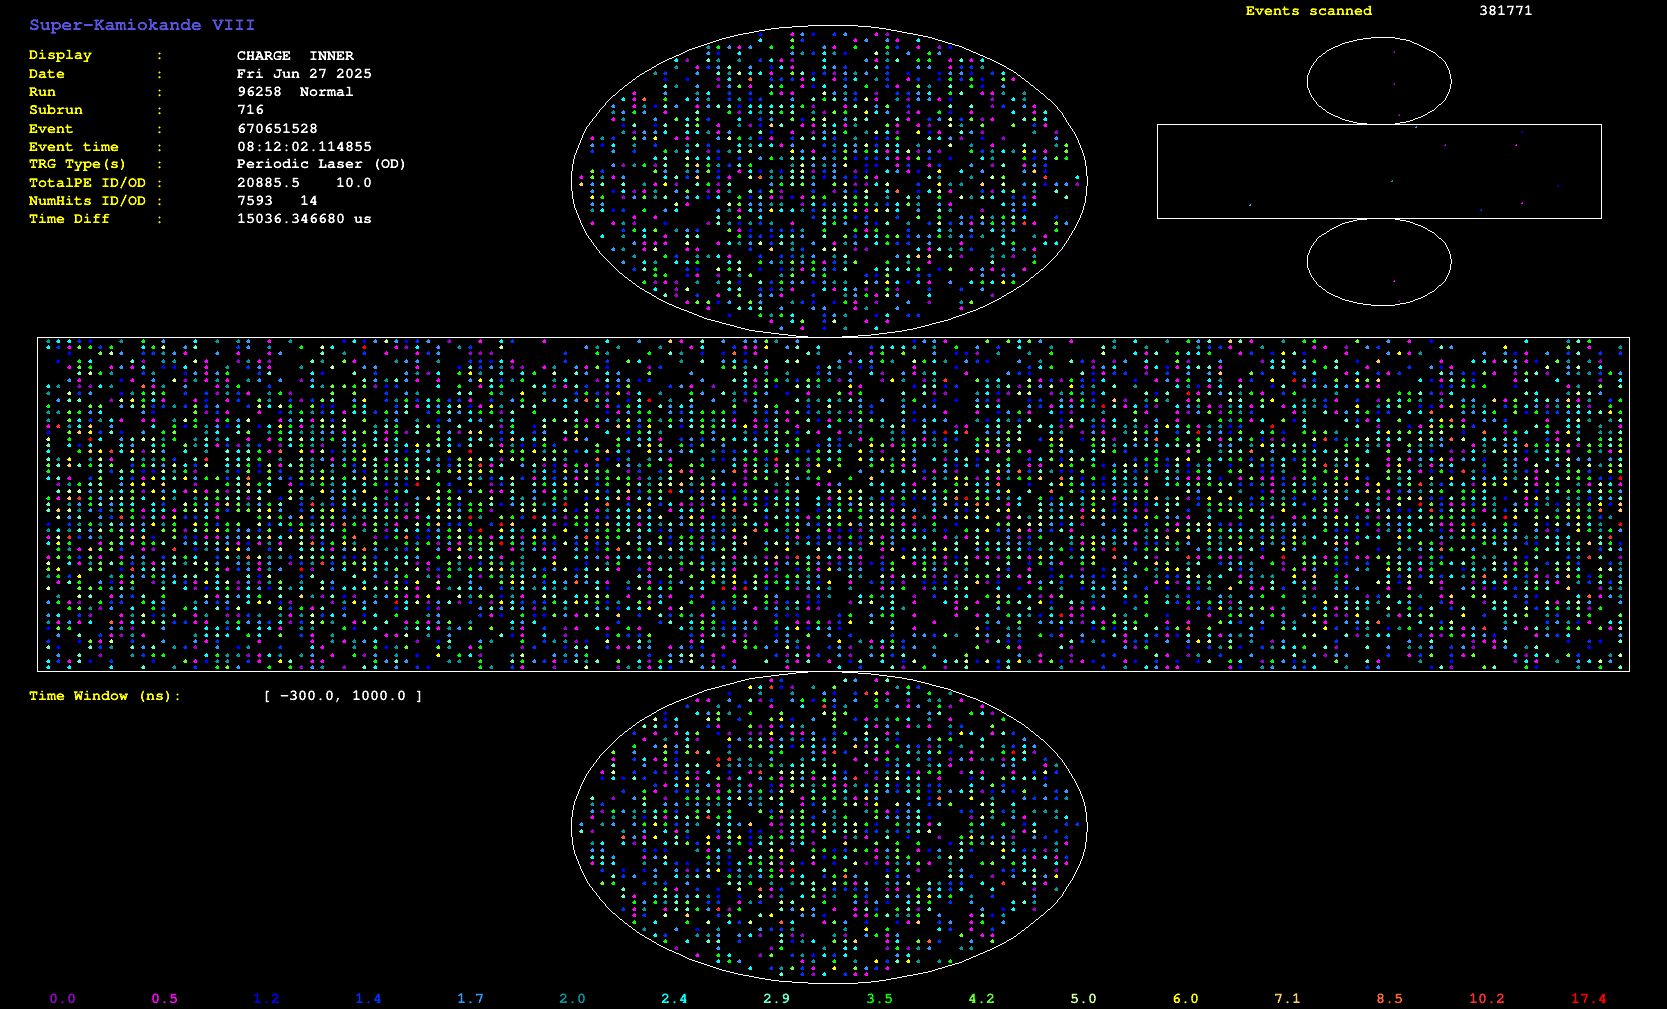 Super-Kamiokande VIII
Events scanned 381771
Display : CHARGE INNER
Date : Fri Jun 27 2025
Run : 96258 Normal
Subrun : 716
Event : 670651528
Event time : 08:12:02.114855
TRG Type(s) : Periodic Laser (OD)
TotalPE ID/OD : 20885.5 10.0
NumHits ID/OD : 7593 14
Time Diff : 15036.346680 us
Time Window (ns): [ -300.0, 1000.0 ]
0.0 0.5 1.2 1.4 1.7 2.0 2.4 2.9 3.5 4.2 5.0 6.0 7.1 8.5 10.2 17.4